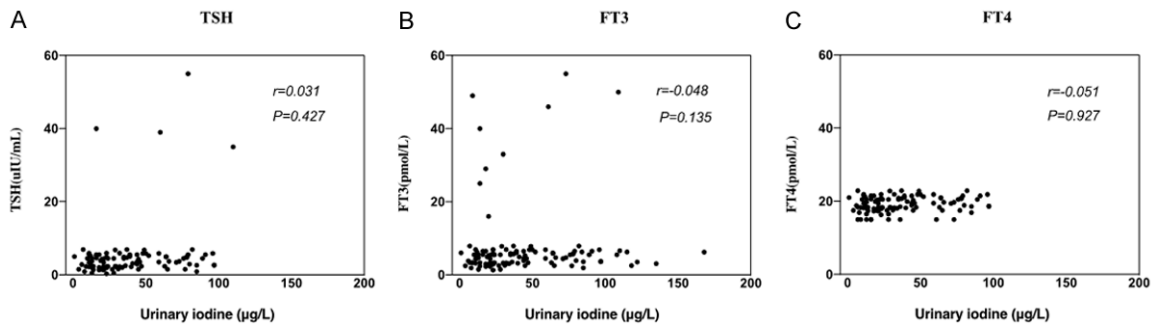 A
TSH
60
40
20
0
TSH(uIU/mL)
r=0.031
P=0.427
0 50 100 150 200
Urinary iodine (µg/L)
B
FT3
60
40
20
0
FT3(pmol/L)
r=-0.048
P=0.135
0 50 100 150 200
Urinary iodine (µg/L)
C
FT4
60
40
20
0
FT4(pmol/L)
r=-0.051
P=0.927
0 50 100 150 200
Urinary iodine (µg/L)